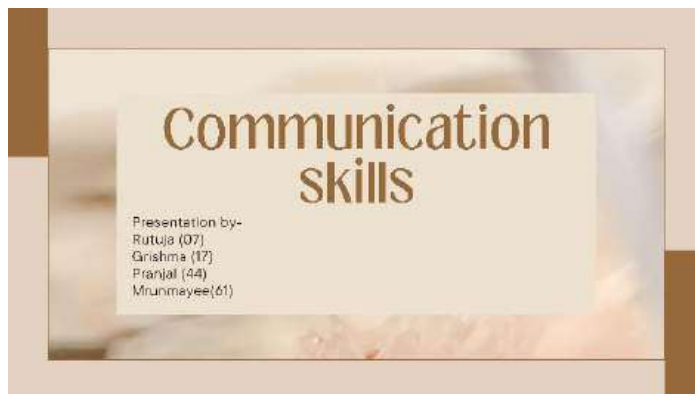 Communication
skills
Presentation by-
Rutuja (07)
Grishma (17)
Pranjal (44)
Mrunmayee(61)